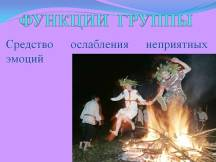 ФУНКЦИИ ГРУППЫ
Средство ослабления неприятных
эмоций